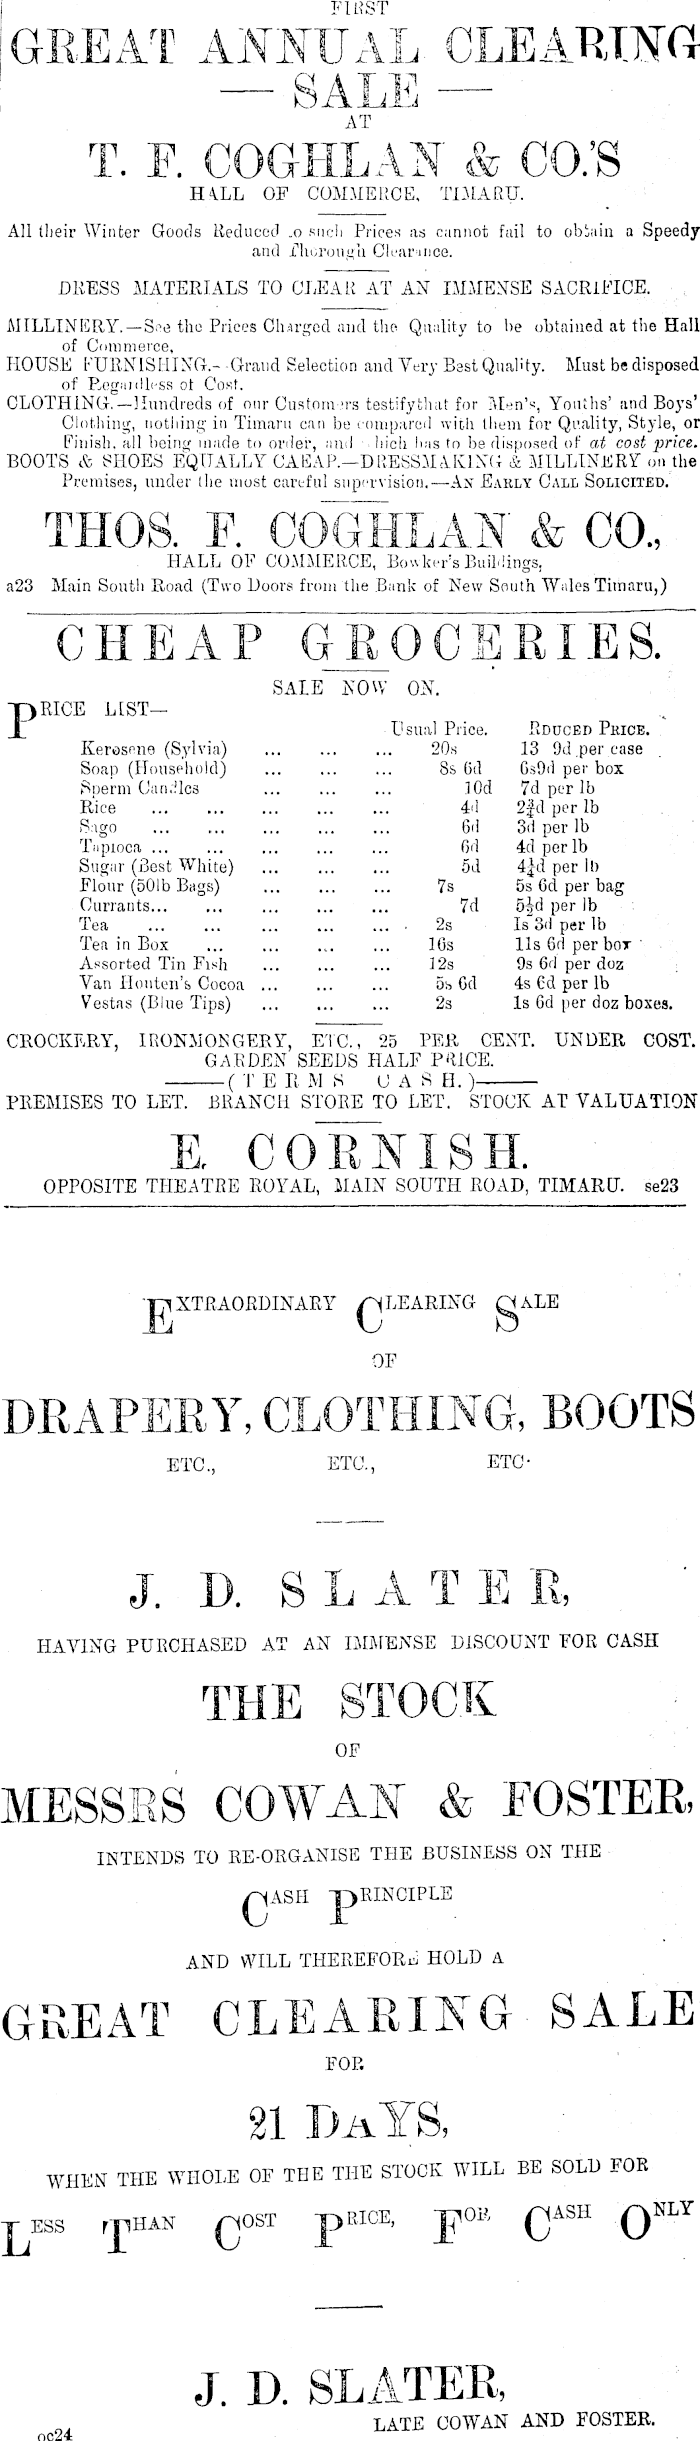 FIRST
GREAT ANNUAL CLEARING
— SALE —
AT
T. F. COGHLAN & CO.'S
HALL OF COMMERCE, TIMARU.
All their Winter Goods Reduced to such Prices as cannot fail to obtain a Speedy
and Thorough Clearance.
DRESS MATERIALS TO CLEAR AT AN IMMENSE SACRIFICE.
MILLINERY.—See the Prices Charged and the Quality to be obtained at the Hall
of Commerce,
HOUSE FURNISHING.--Grand Selection and Very Best Quality. Must be disposed
of Regardless ot Cost.
CLOTHING.—Hundreds of our Customers testifythat for Men's, Youths' and Boys'
Clothing, nothing in Timaru can be compared with them for Quality, Style, or
Finish, all being made to order, and which has to be disposed of at cost price.
BOOTS & SHOES EQUALLY CAEAP.—DRESSMAKING & MILLINERY on the
Premises, under the most careful supervision.—AN EARLY CALL SOLICITED.
THOS. F. COGHLAN & CO.,
HALL OF COMMERCE, Bowker's Buildings,
a23 Main South Road (Two Doors from the Bank of New South Wales Timaru,)
CHEAP GROCERIES.
SALE NOW ON.
PRICE LIST—
Usual Price. RDUCED PRICE.
Kerosene (Sylvia) ... ... ... 20s 13 9d per case
Soap (Household) ... ... ... 8s 6d 6s9d per box
Sperm Candles ... ... ... 10d 7d per lb
Rice ... ... ... ... ... 4d 2¾d per lb
Sago ... ... ... ... ... 6d 3d per lb
Tapioca ... ... ... ... ... 6d 4d per lb
Sugar (Best White) ... ... ... 5d 4½d per lb
Flour (50lb Bags) ... ... ... 7s 5s 6d per bag
Currants... ... ... ... ... 7d 5½d per lb
Tea ... ... ... ... ... 2s 1s 3d per lb
Tea in Box ... ... ... ... 16s 11s 6d per box
Assorted Tin Fish ... ... ... 12s 9s 6d per doz
Van Houten's Cocoa ... ... ... 5s 6d 4s 6d per lb
Vestas (Blue Tips) ... ... ... 2s 1s 6d per doz boxes.
CROCKERY, IRONMONGERY, ETC., 25 PER CENT. UNDER COST.
GARDEN SEEDS HALF PRICE.
——(TERMS CASH.)——
PREMISES TO LET. BRANCH STORE TO LET. STOCK AT VALUATION
E. CORNISH.
OPPOSITE THEATRE ROYAL, MAIN SOUTH ROAD, TIMARU. se23
EXTRAORDINARY CLEARING SALE
OF
DRAPERY, CLOTHING, BOOTS
ETC., ETC., ETC.
J. D. SLATER,
HAVING PURCHASED AT AN IMMENSE DISCOUNT FOR CASH
THE STOCK
OF
MESSRS COWAN & FOSTER,
INTENDS TO RE-ORGANISE THE BUSINESS ON THE
CASH PRINCIPLE
AND WILL THEREFORE HOLD A
GREAT CLEARING SALE
FOR
21 DAYS,
WHEN THE WHOLE OF THE THE STOCK WILL BE SOLD FOR
LESS THAN COST PRICE, FOR CASH ONLY
J. D. SLATER,
LATE COWAN AND FOSTER.
oc24